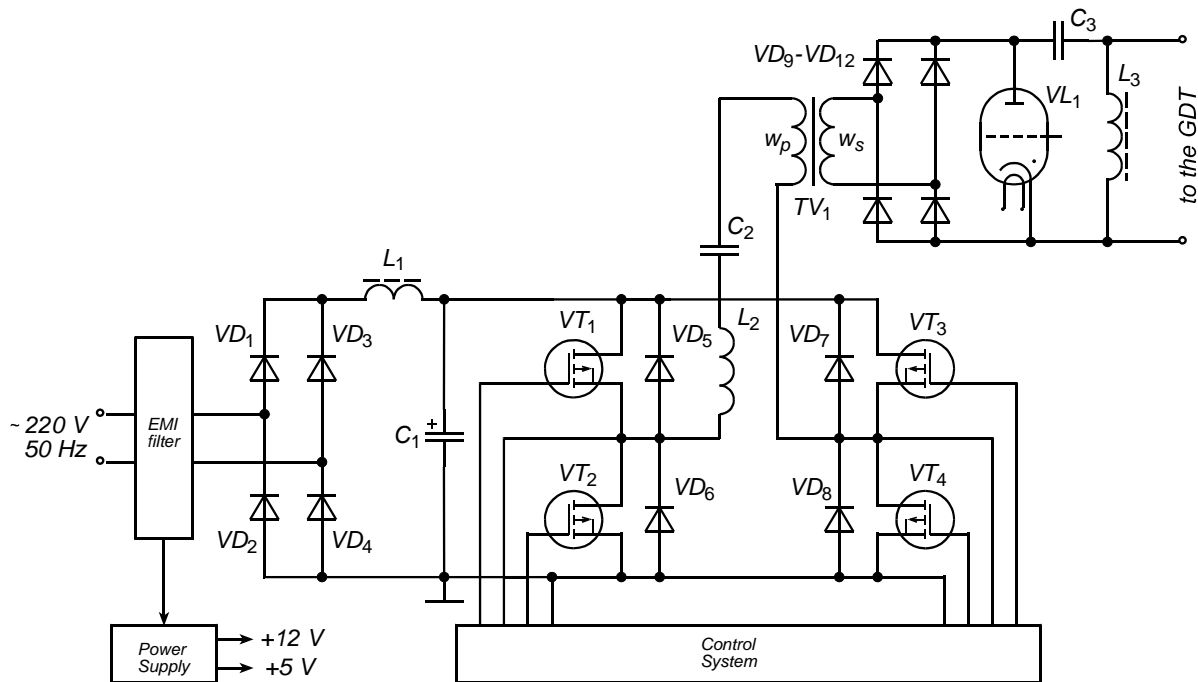 C3
VD9-VD12
VL1
L3
to the GDT
wp
ws
TV1
C2
L1
L2
VD1
VD3
VT1
VD5
VD7
VT3
~ 220 V
50 Hz
EMI
filter
C1
+
VT2
VD6
VD8
VT4
VD2
VD4
+12 V
+5 V
Power
Supply
Control
System